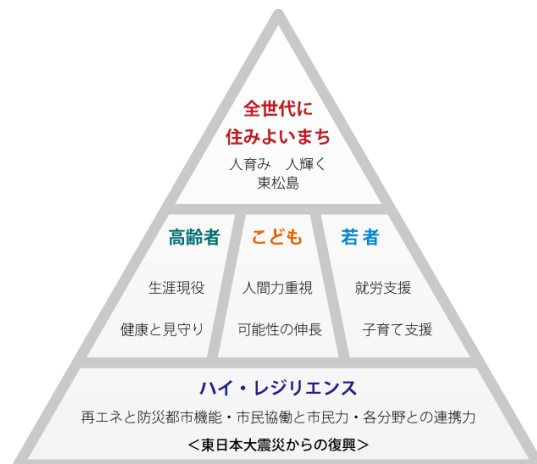 全世代に
住みよいまち
人育み　人輝く
東松島
高齢者
生涯現役
健康と見守り
こども
人間力重視
可能性の伸長
若者
就労支援
子育て支援
ハイ・レジリエンス
再エネと防災都市機能・市民協働と市民力・各分野との連携力
＜東日本大震災からの復興＞